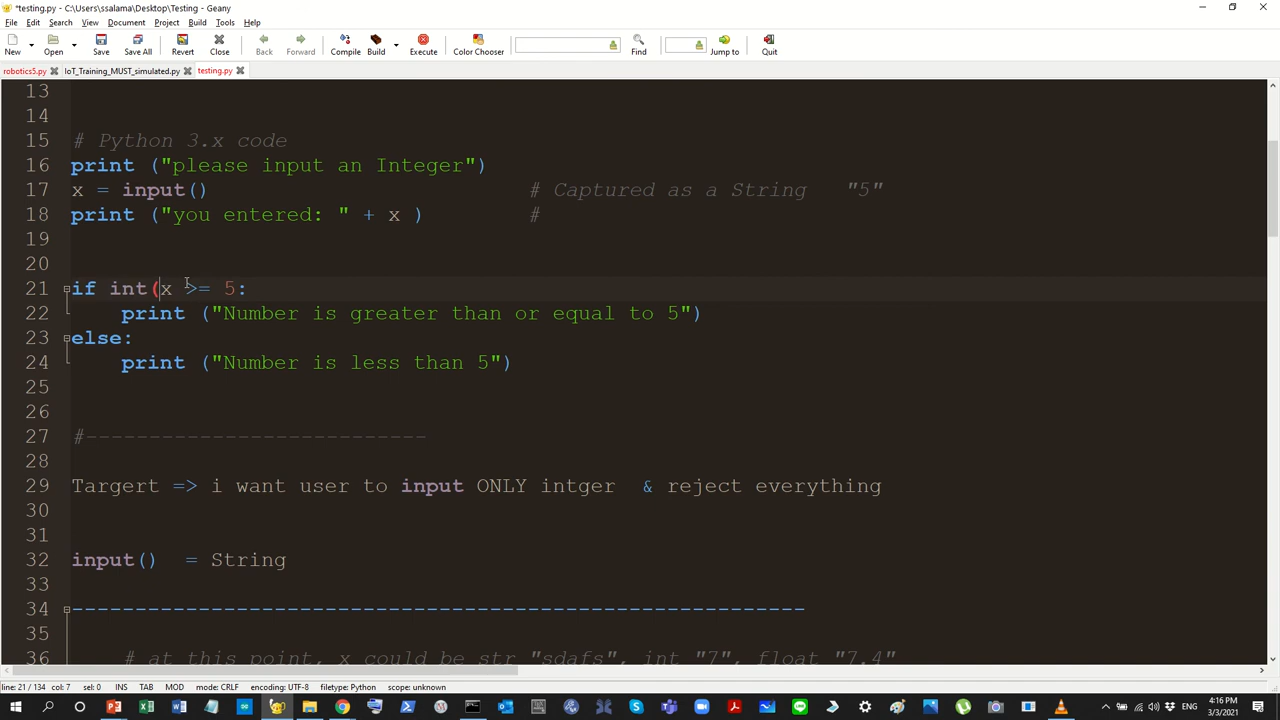 *testing.py - C:\Users\ssalama\Desktop\Testing - Geany
File Edit Search View Document Project Build Tools Help
New Open Save Save All Revert Close Back Forward Compile Build Execute Color Chooser Find Jump to Quit
robotics5.py IoT_Training_MUST_simulated.py testing.py
13
14
15 # Python 3.x code
16 print ("please input an Integer")
17 x = input() # Captured as a String "5"
18 print ("you entered: " + x ) #
19
20
21 if int(x >= 5:
22 print ("Number is greater than or equal to 5")
23 else:
24 print ("Number is less than 5")
25
26
27 #---------------------------
28
29 Targert => i want user to input ONLY intger & reject everything
30
31
32 input() = String
33
34 ----------------------------------------------------------
35
36 # at this point, x could be str "sdafs", int "7", float "7.4"
line: 21 / 134 col: 7 sel: 0 INS TAB MOD mode: CRLF encoding: UTF-8 filetype: Python scope: unknown
ENG 4:16 PM
3/3/2021